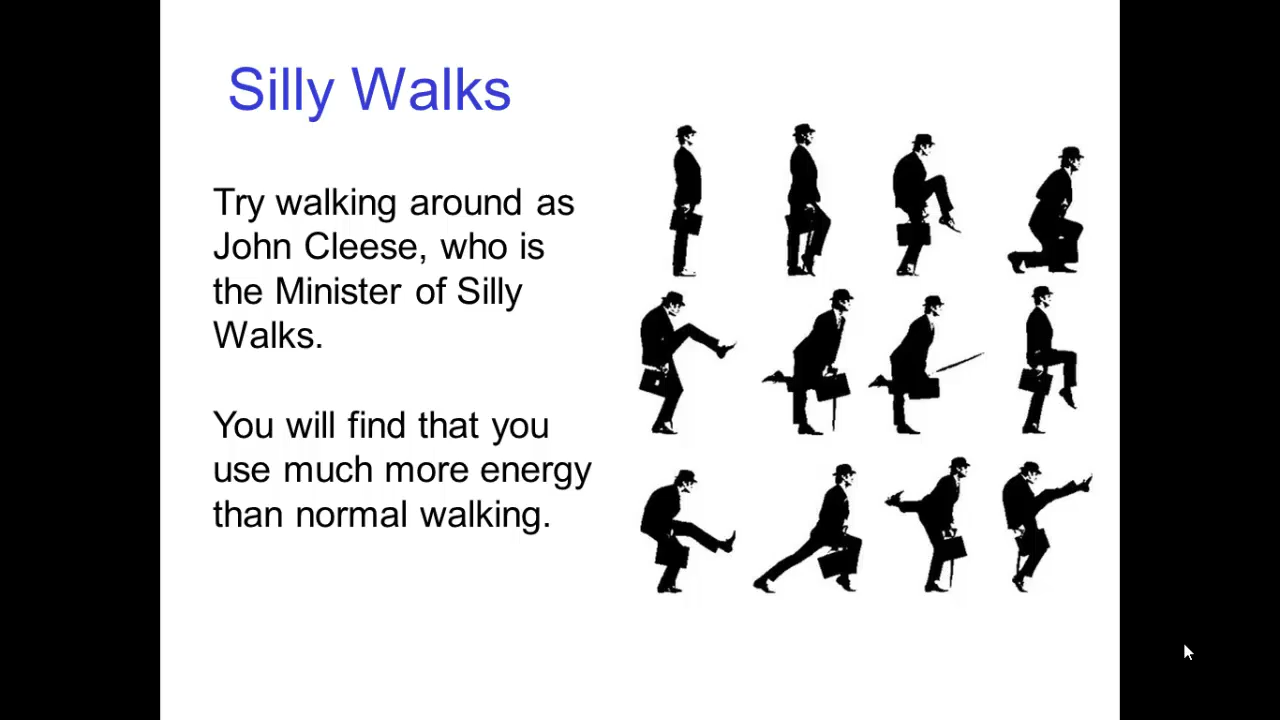 Silly Walks
Try walking around as
John Cleese, who is
the Minister of Silly
Walks.
You will find that you
use much more energy
than normal walking.